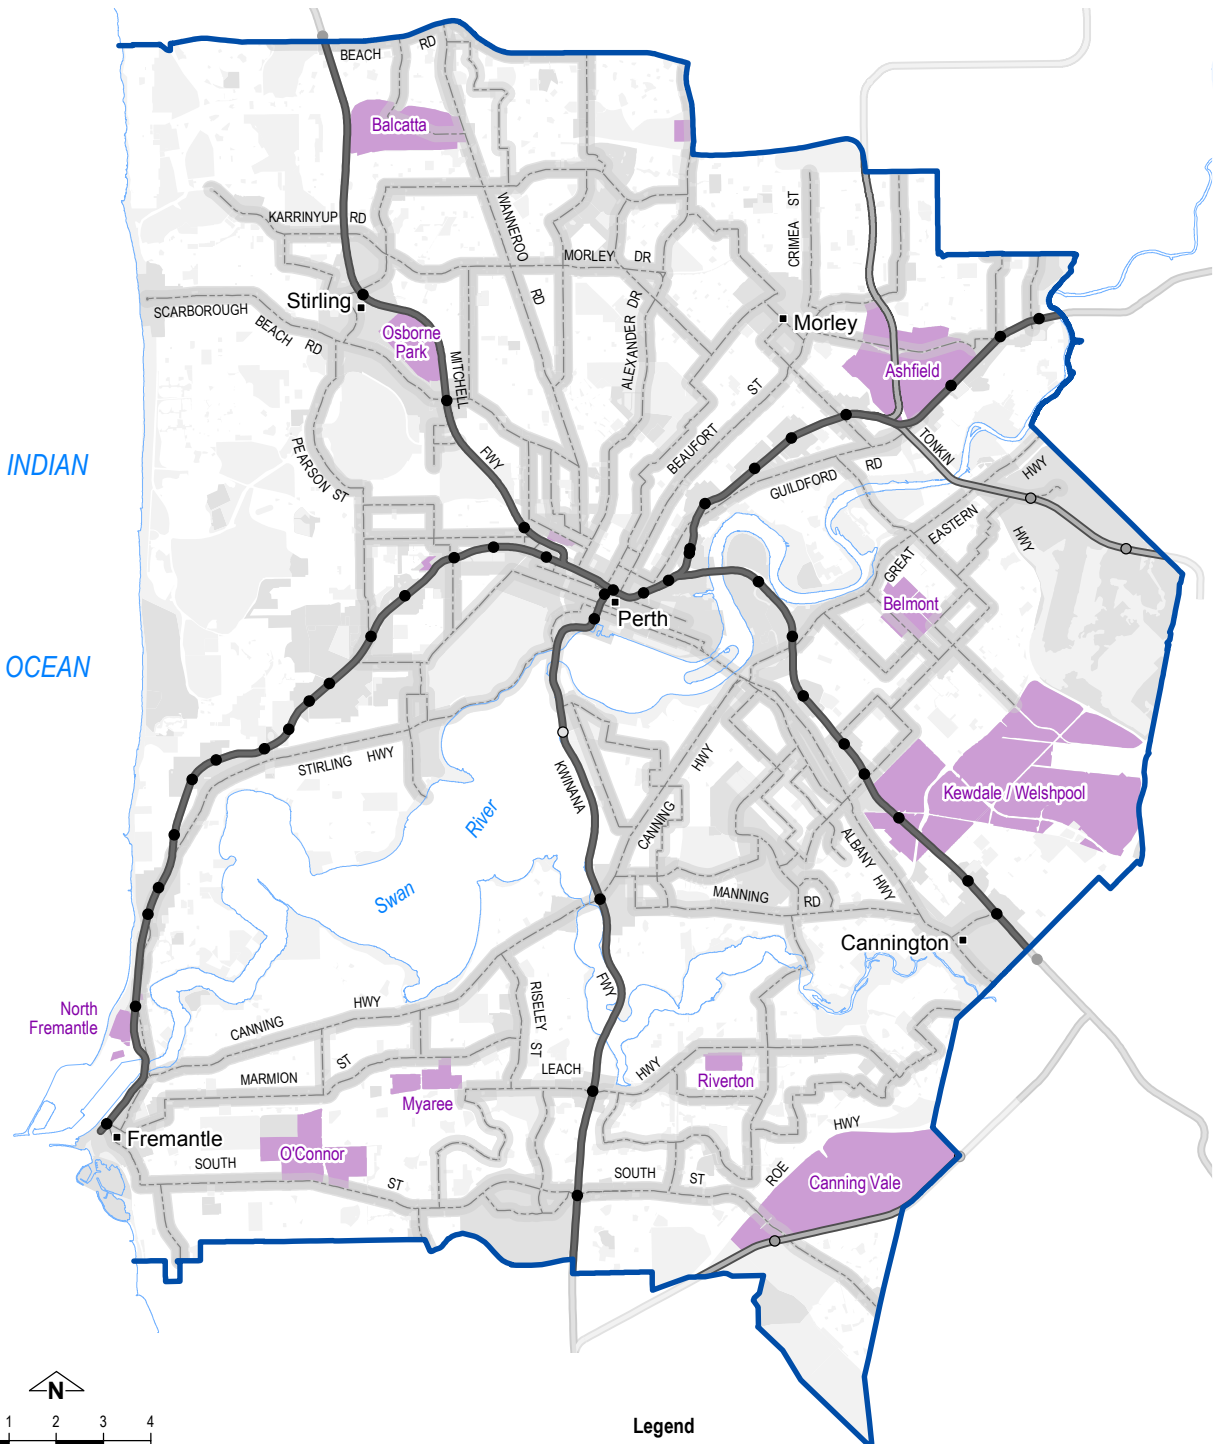 BEACH RD
Balcatta
KARRINYUP RD
WANNEROO RD
CRIMEA ST
MORLEY DR
Stirling
SCARBOROUGH BEACH RD
Osborne
Park
MITCHELL FWY
ALEXANDER DR
Morley
Ashfield
BEAUFORT ST
PEARSON ST
INDIAN
OCEAN
GUILDFORD RD
TONKIN HWY
GREAT EASTERN HWY
Belmont
Perth
STIRLING HWY
KWINANA FWY
CANNING HWY
Kewdale / Welshpool
ALBANY HWY
Swan River
MANNING RD
Cannington
North
Fremantle
CANNING HWY
RISELEY ST
MARMION ST
LEACH HWY
Myaree
Riverton
Fremantle
O'Connor
SOUTH ST
SOUTH ST
ROE HWY
Canning Vale
N
1 2 3 4
Legend